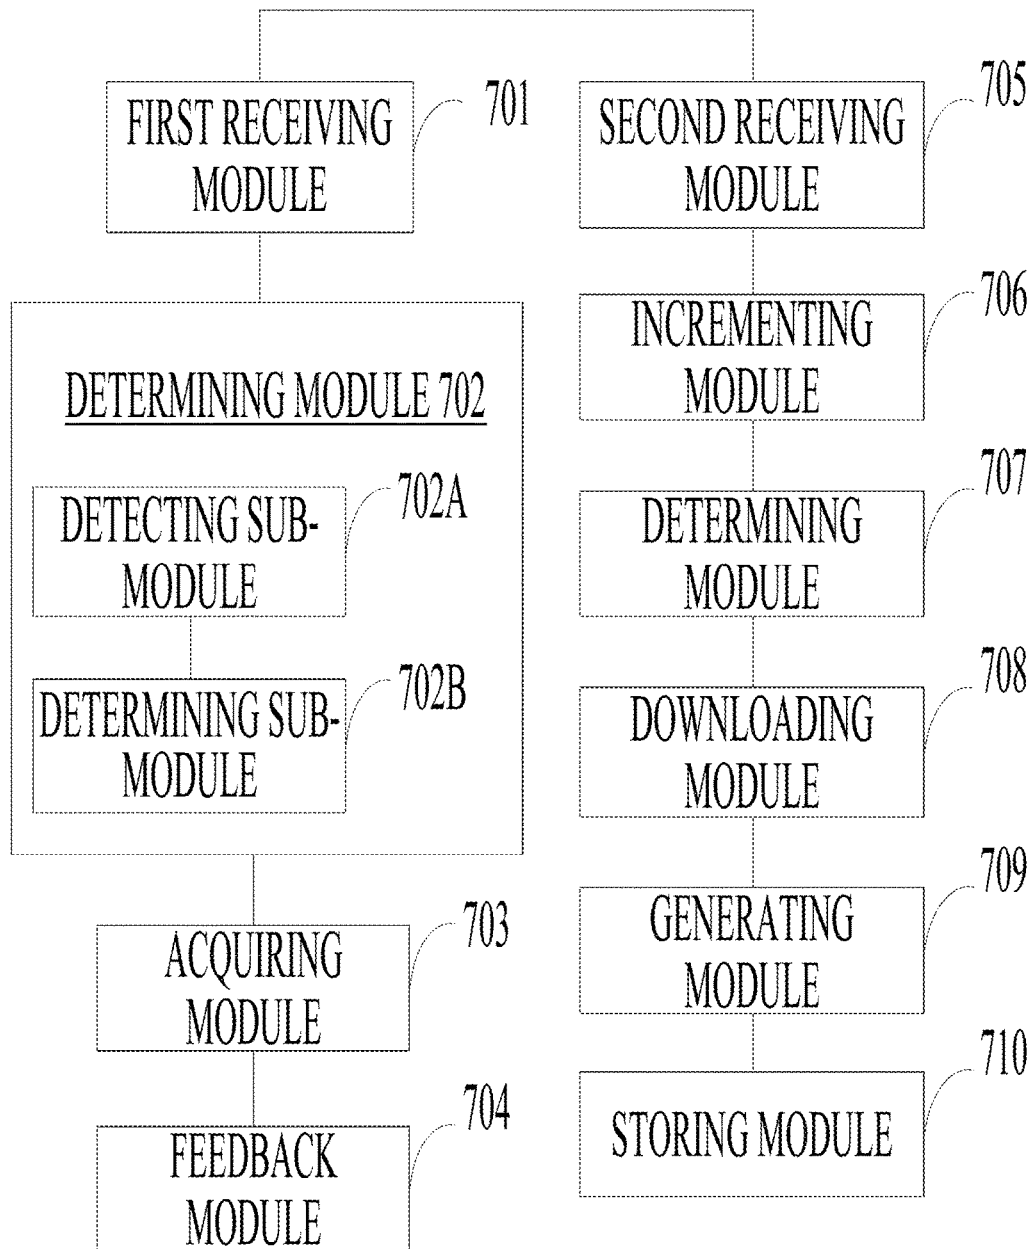 FIRST RECEIVING
MODULE
701
DETERMINING MODULE 702
DETECTING SUB-
MODULE
702A
DETERMINING SUB-
MODULE
702B
ACQUIRING
MODULE
703
FEEDBACK
MODULE
704
SECOND RECEIVING
MODULE
705
INCREMENTING
MODULE
706
DETERMINING
MODULE
707
DOWNLOADING
MODULE
708
GENERATING
MODULE
709
STORING MODULE
710